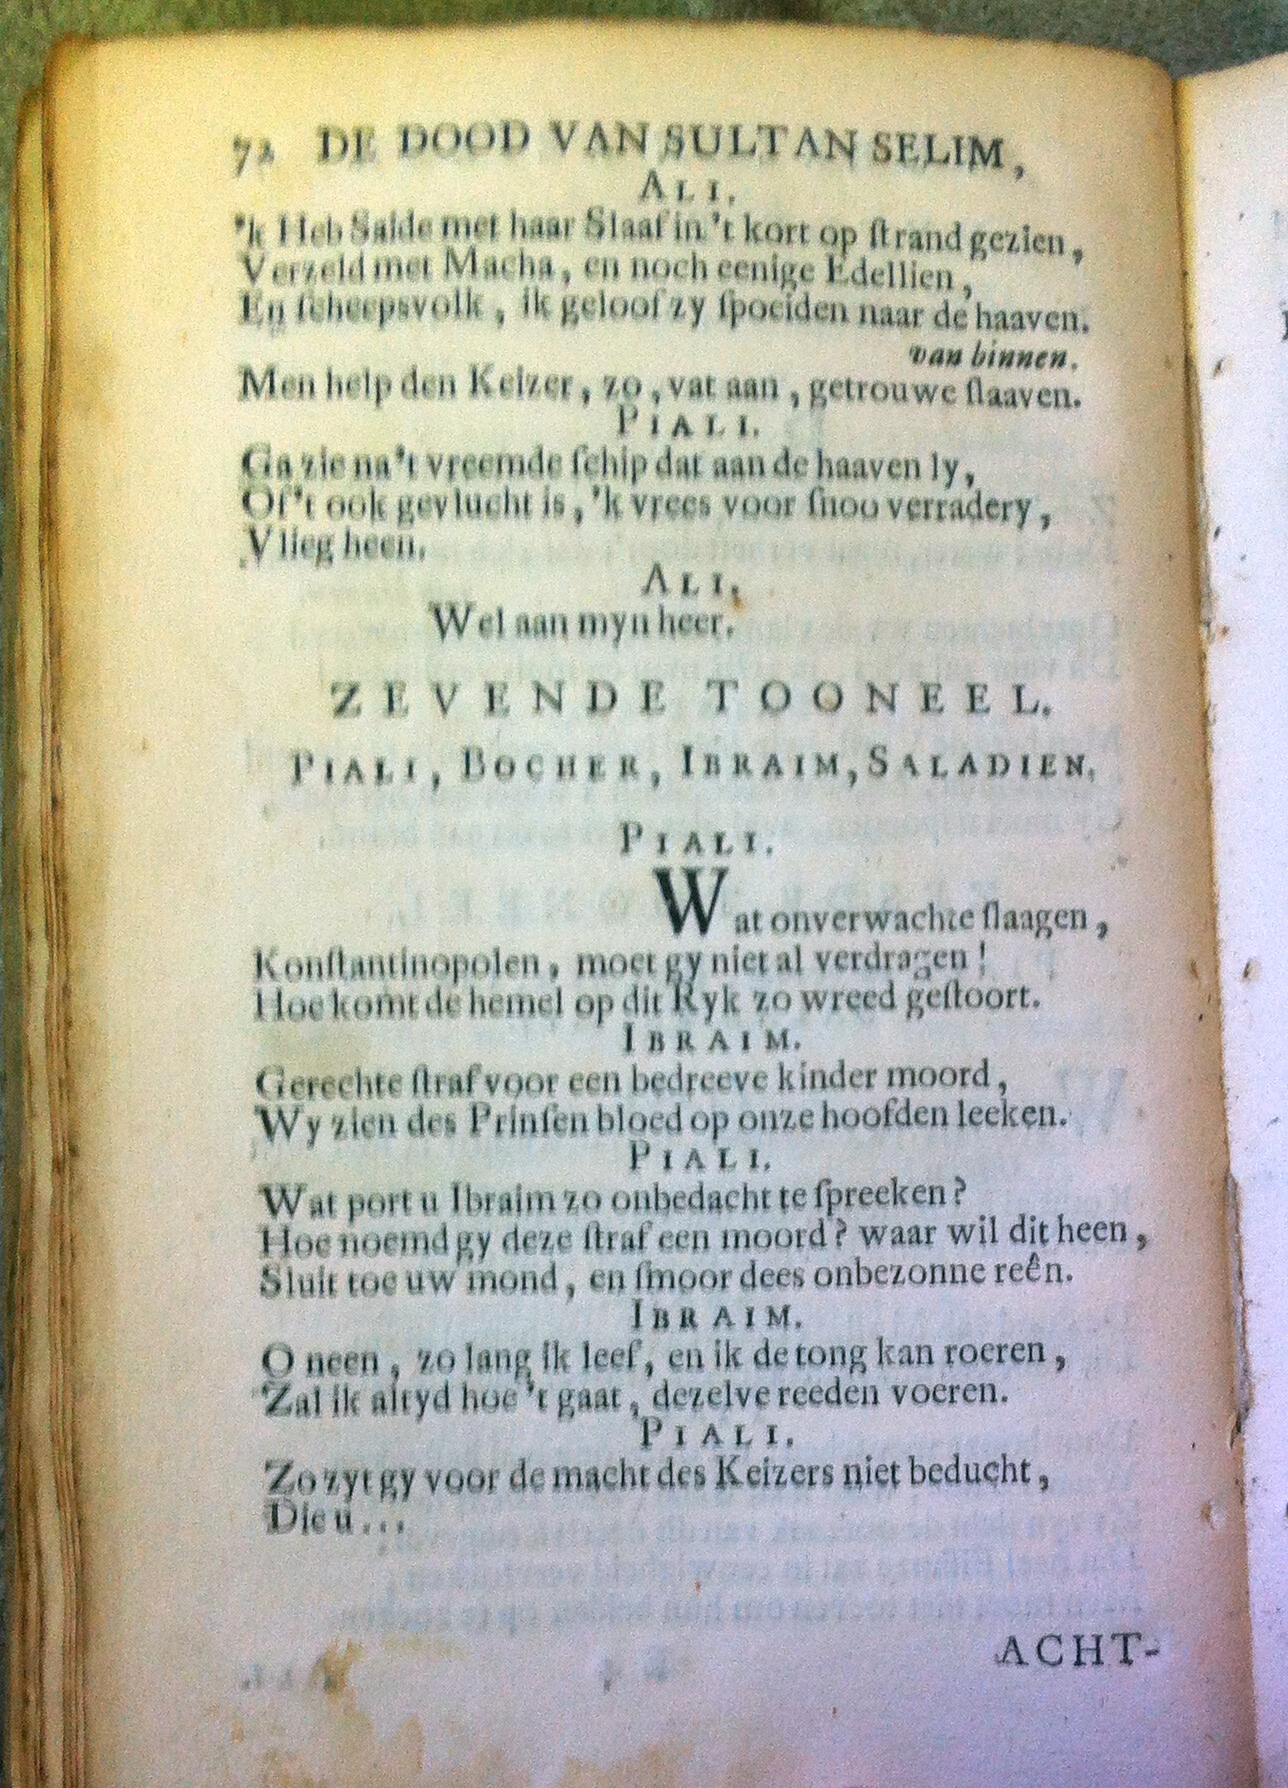 72 DE DOOD VAN SULTAN SELIM,
ALI.
'k Heb Saïde met haar Slaaf in 't kort op ſtrand gezien,
Verzeld met Macha, en noch eenige Edellien,
En ſcheepsvolk, ik geloof zy ſpoeiden naar de haaven.
van binnen.
Men help den Keizer, zo, vat aan, getrouwe ſlaaven.
PIALI.
Ga zie na 't vreemde ſchip dat aan de haaven ly,
Of 't ook gevlucht is, 'k vrees voor ſnoo verradery,
Vlieg heen.
ALI.
Wel aan myn heer.
ZEVENDE TOONEEL.
PIALI, BOCHER, IBRAIM, SALADIEN.
PIALI.
Wat onverwachte ſlaagen,
Konſtantinopolen, moet gy niet al verdragen!
Hoe komt de hemel op dit Ryk zo wreed geſtoort.
IBRAIM.
Gerechte ſtraf voor een bedreeve kinder moord,
Wy zien des Prinſen bloed op onze hoofden leeken.
PIALI.
Wat port u Ibraim zo onbedacht te ſpreeken?
Hoe noemd gy deze ſtraf een moord? waar wil dit heen,
Sluit toe uw mond, en ſmoor dees onbezonne reên.
IBRAIM.
O neen, zo lang ik leef, en ik de tong kan roeren,
Zal ik altyd hoe 't gaat, dezelve reeden voeren.
PIALI.
Zo zyt gy voor de macht des Keizers niet beducht,
Die u...
ACHT-